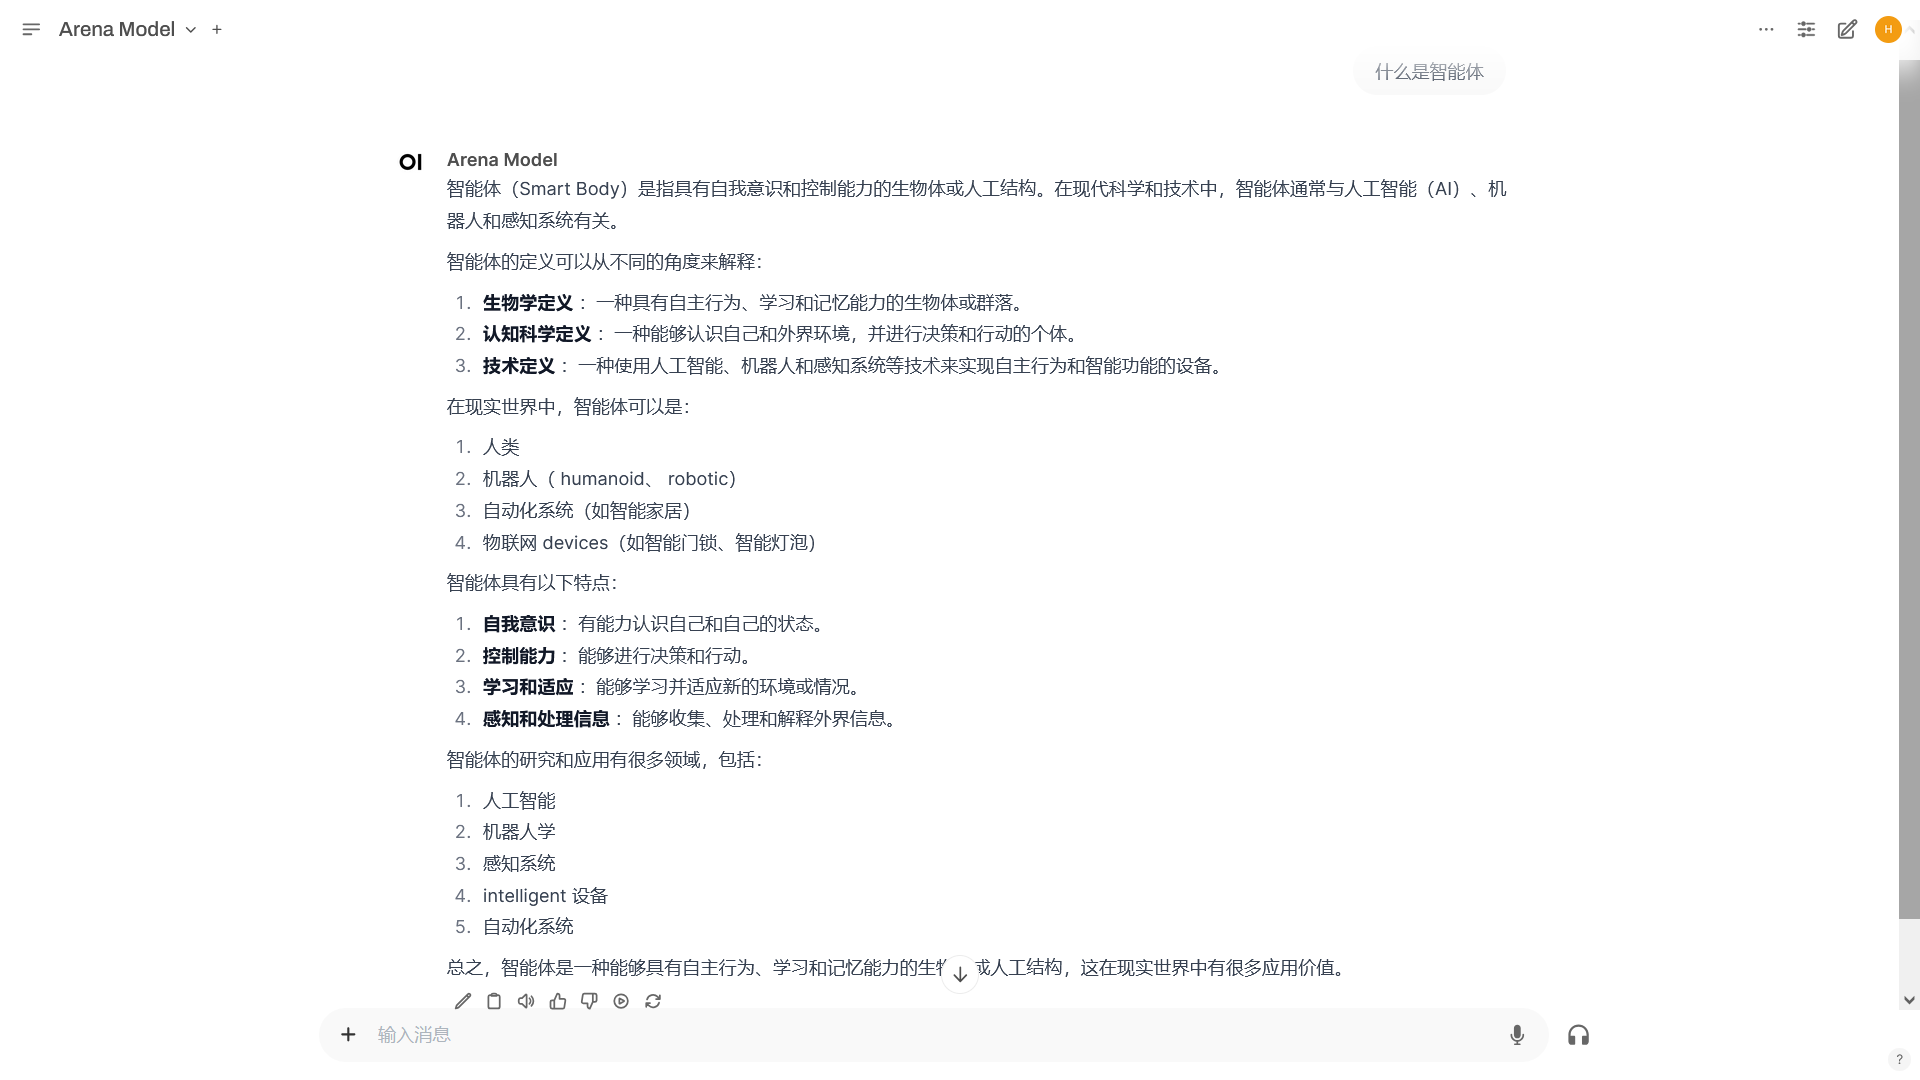 Arena Model
H
什么是智能体
OI
Arena Model
智能体（Smart Body）是指具有自我意识和控制能力的生物体或人工结构。在现代科学和技术中，智能体通常与人工智能（AI）、机
器人和感知系统有关。
智能体的定义可以从不同的角度来解释：
1. 生物学定义 ： 一种具有自主行为、学习和记忆能力的生物体或群落。
2. 认知科学定义 ： 一种能够认识自己和外界环境，并进行决策和行动的个体。
3. 技术定义 ： 一种使用人工智能、机器人和感知系统等技术来实现自主行为和智能功能的设备。
在现实世界中，智能体可以是：
1. 人类
2. 机器人（ humanoid、 robotic）
3. 自动化系统（如智能家居）
4. 物联网 devices（如智能门锁、智能灯泡）
智能体具有以下特点：
1. 自我意识 ： 有能力认识自己和自己的状态。
2. 控制能力 ： 能够进行决策和行动。
3. 学习和适应 ： 能够学习并适应新的环境或情况。
4. 感知和处理信息 ： 能够收集、处理和解释外界信息。
智能体的研究和应用有很多领域，包括：
1. 人工智能
2. 机器人学
3. 感知系统
4. intelligent 设备
5. 自动化系统
总之，智能体是一种能够具有自主行为、学习和记忆能力的生 或人工结构，这在现实世界中有很多应用价值。
输入消息
?